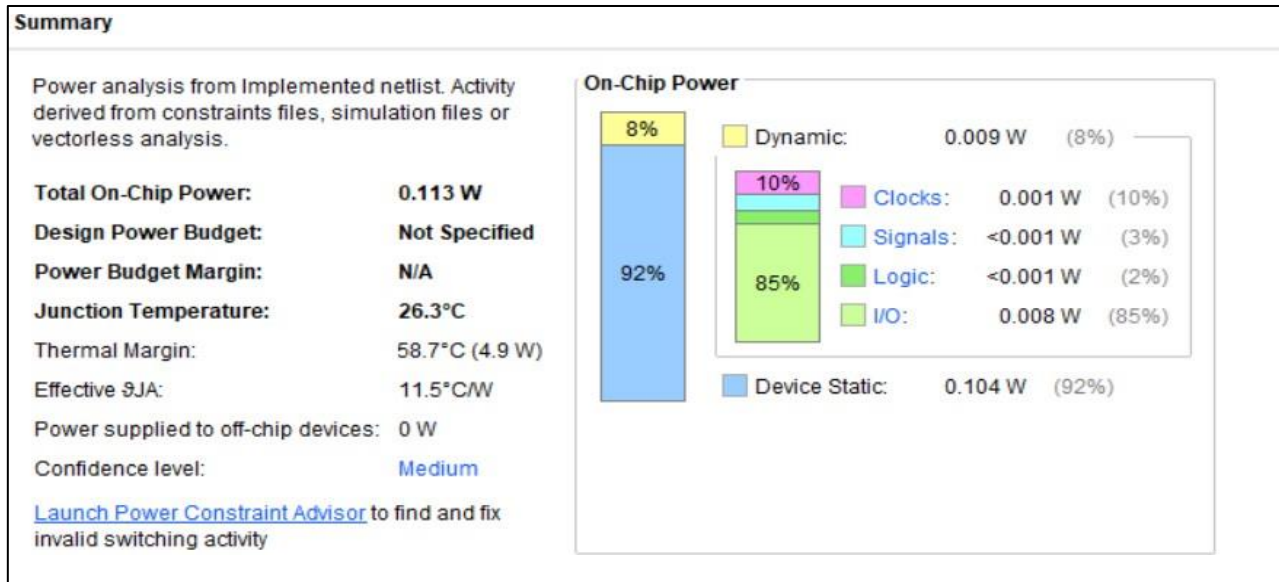 Summary
Power analysis from Implemented netlist. Activity
derived from constraints files, simulation files or
vectorless analysis.
Total On-Chip Power: 0.113 W
Design Power Budget: Not Specified
Power Budget Margin: N/A
Junction Temperature: 26.3°C
Thermal Margin: 58.7°C (4.9 W)
Effective ϑJA: 11.5°C/W
Power supplied to off-chip devices: 0 W
Confidence level: Medium
Launch Power Constraint Advisor to find and fix
invalid switching activity
On-Chip Power
8%
92%
Dynamic: 0.009 W (8%)
10%
85%
Clocks: 0.001 W (10%)
Signals: <0.001 W (3%)
Logic: <0.001 W (2%)
I/O: 0.008 W (85%)
Device Static: 0.104 W (92%)